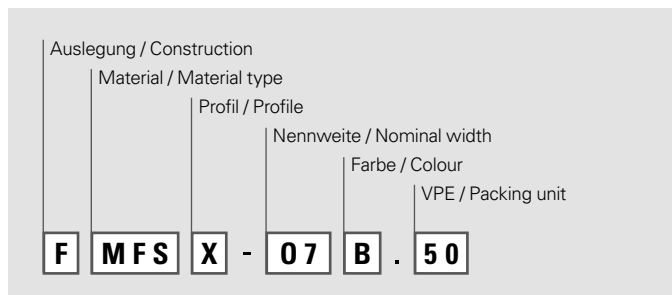 Auslegung / Construction
Material / Material type
Profil / Profile
Nennweite / Nominal width
Farbe / Colour
VPE / Packing unit
F MFS X - 07 B . 50